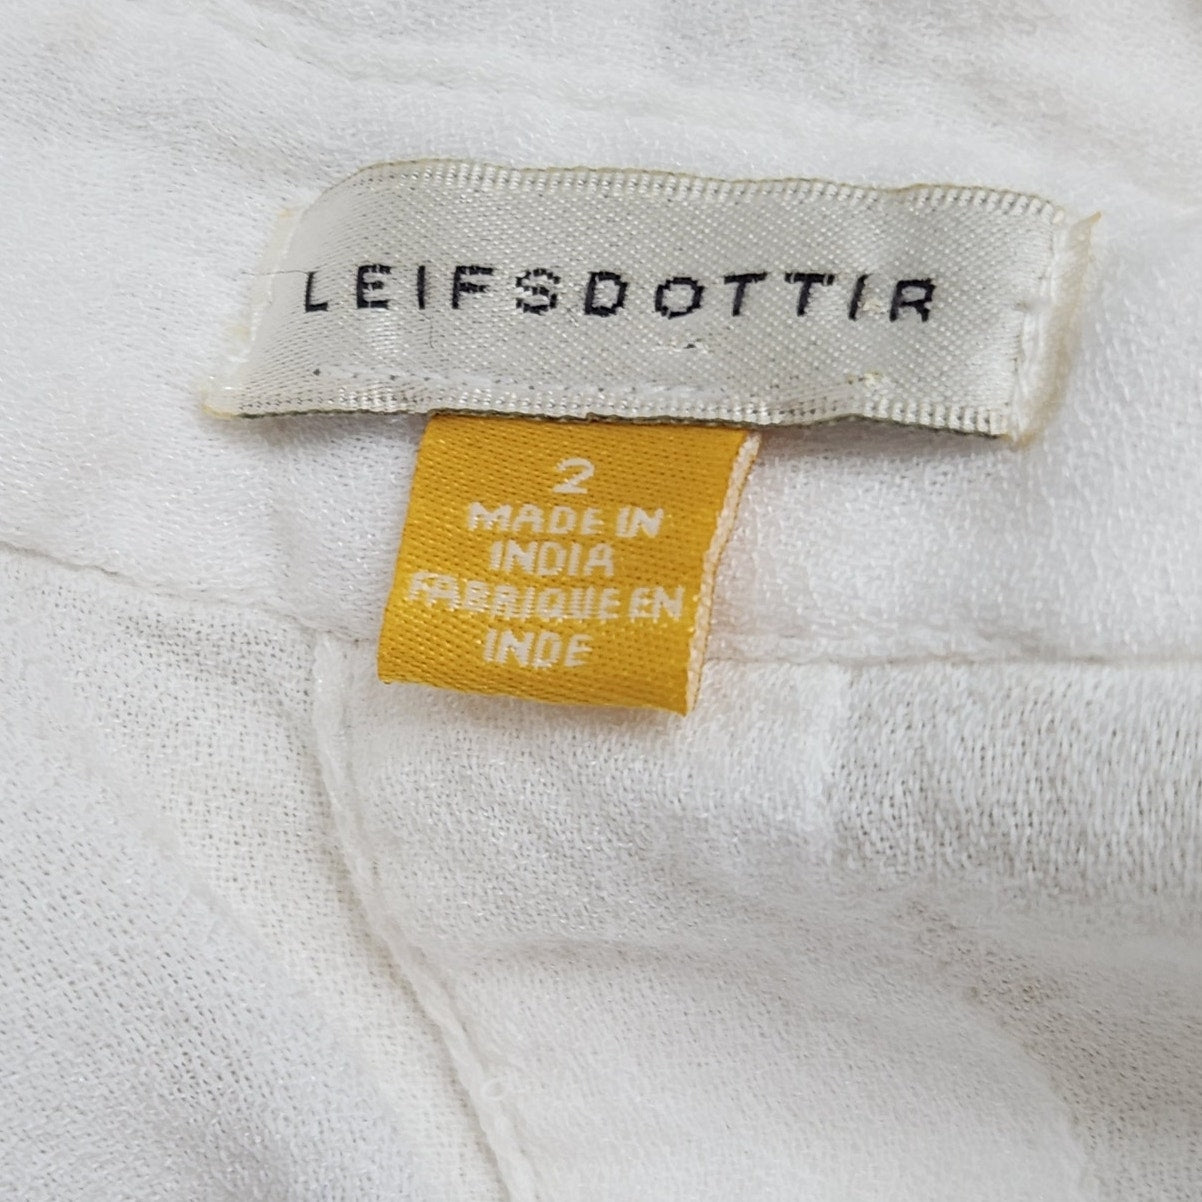 LEIFSDOTTIR
2
MADE IN
INDIA
FABRIQUE EN
INDE